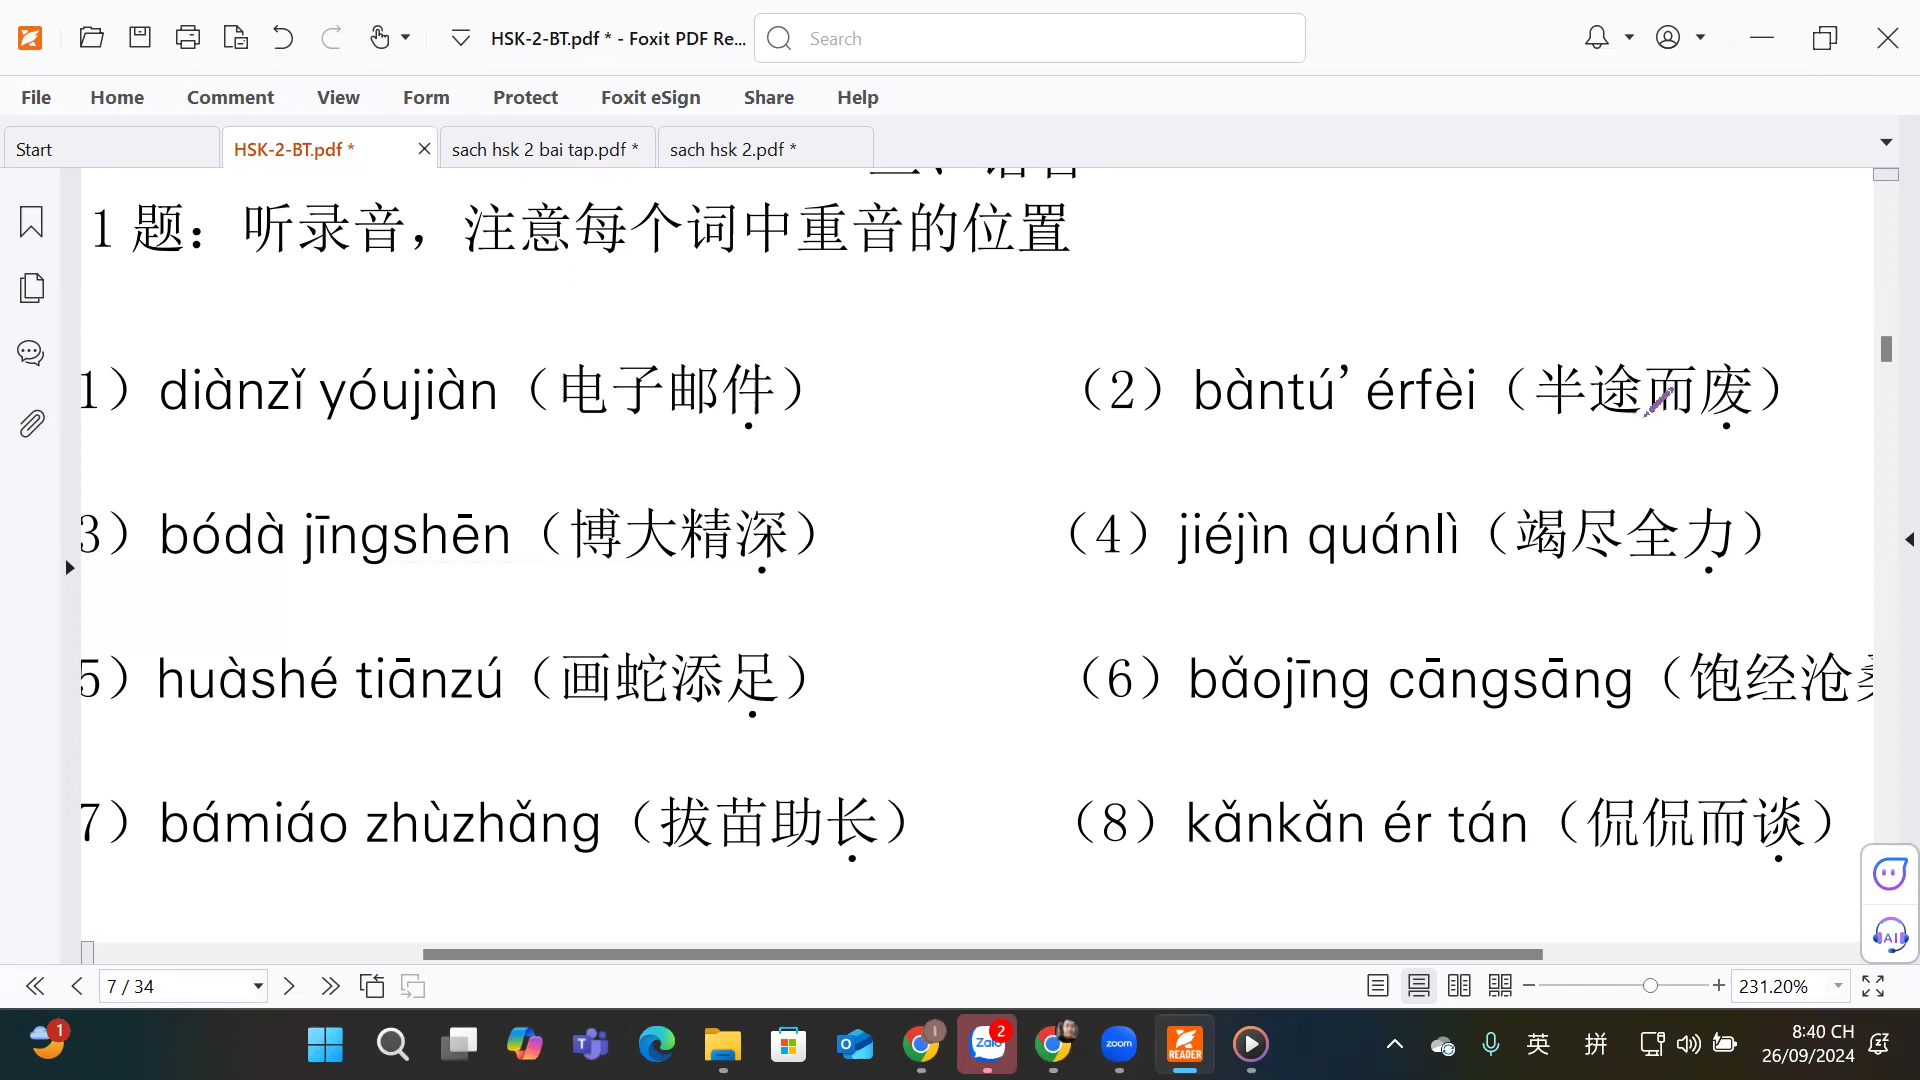 HSK-2-BT.pdf * - Foxit PDF Re...
Search
File Home Comment View Form Protect Foxit eSign Share Help
Start HSK-2-BT.pdf * sach hsk 2 bai tap.pdf * sach hsk 2.pdf *
1 题：听录音，注意每个词中重音的位置
1）diànzǐ yóujiàn（电子邮件） （2）bàntú’érfèi（半途而废）
3）bódà jīngshēn（博大精深） （4）jiéjìn quánlì（竭尽全力）
5）huàshé tiānzú（画蛇添足） （6）bǎojīng cāngsāng（饱经沧
7）bámiáo zhùzhǎng（拔苗助长） （8）kǎnkǎn ér tán（侃侃而谈）
AI
7 / 34 231.20%
1 Zalo 2 zoom READER 英 拼 8:40 CH
26/09/2024